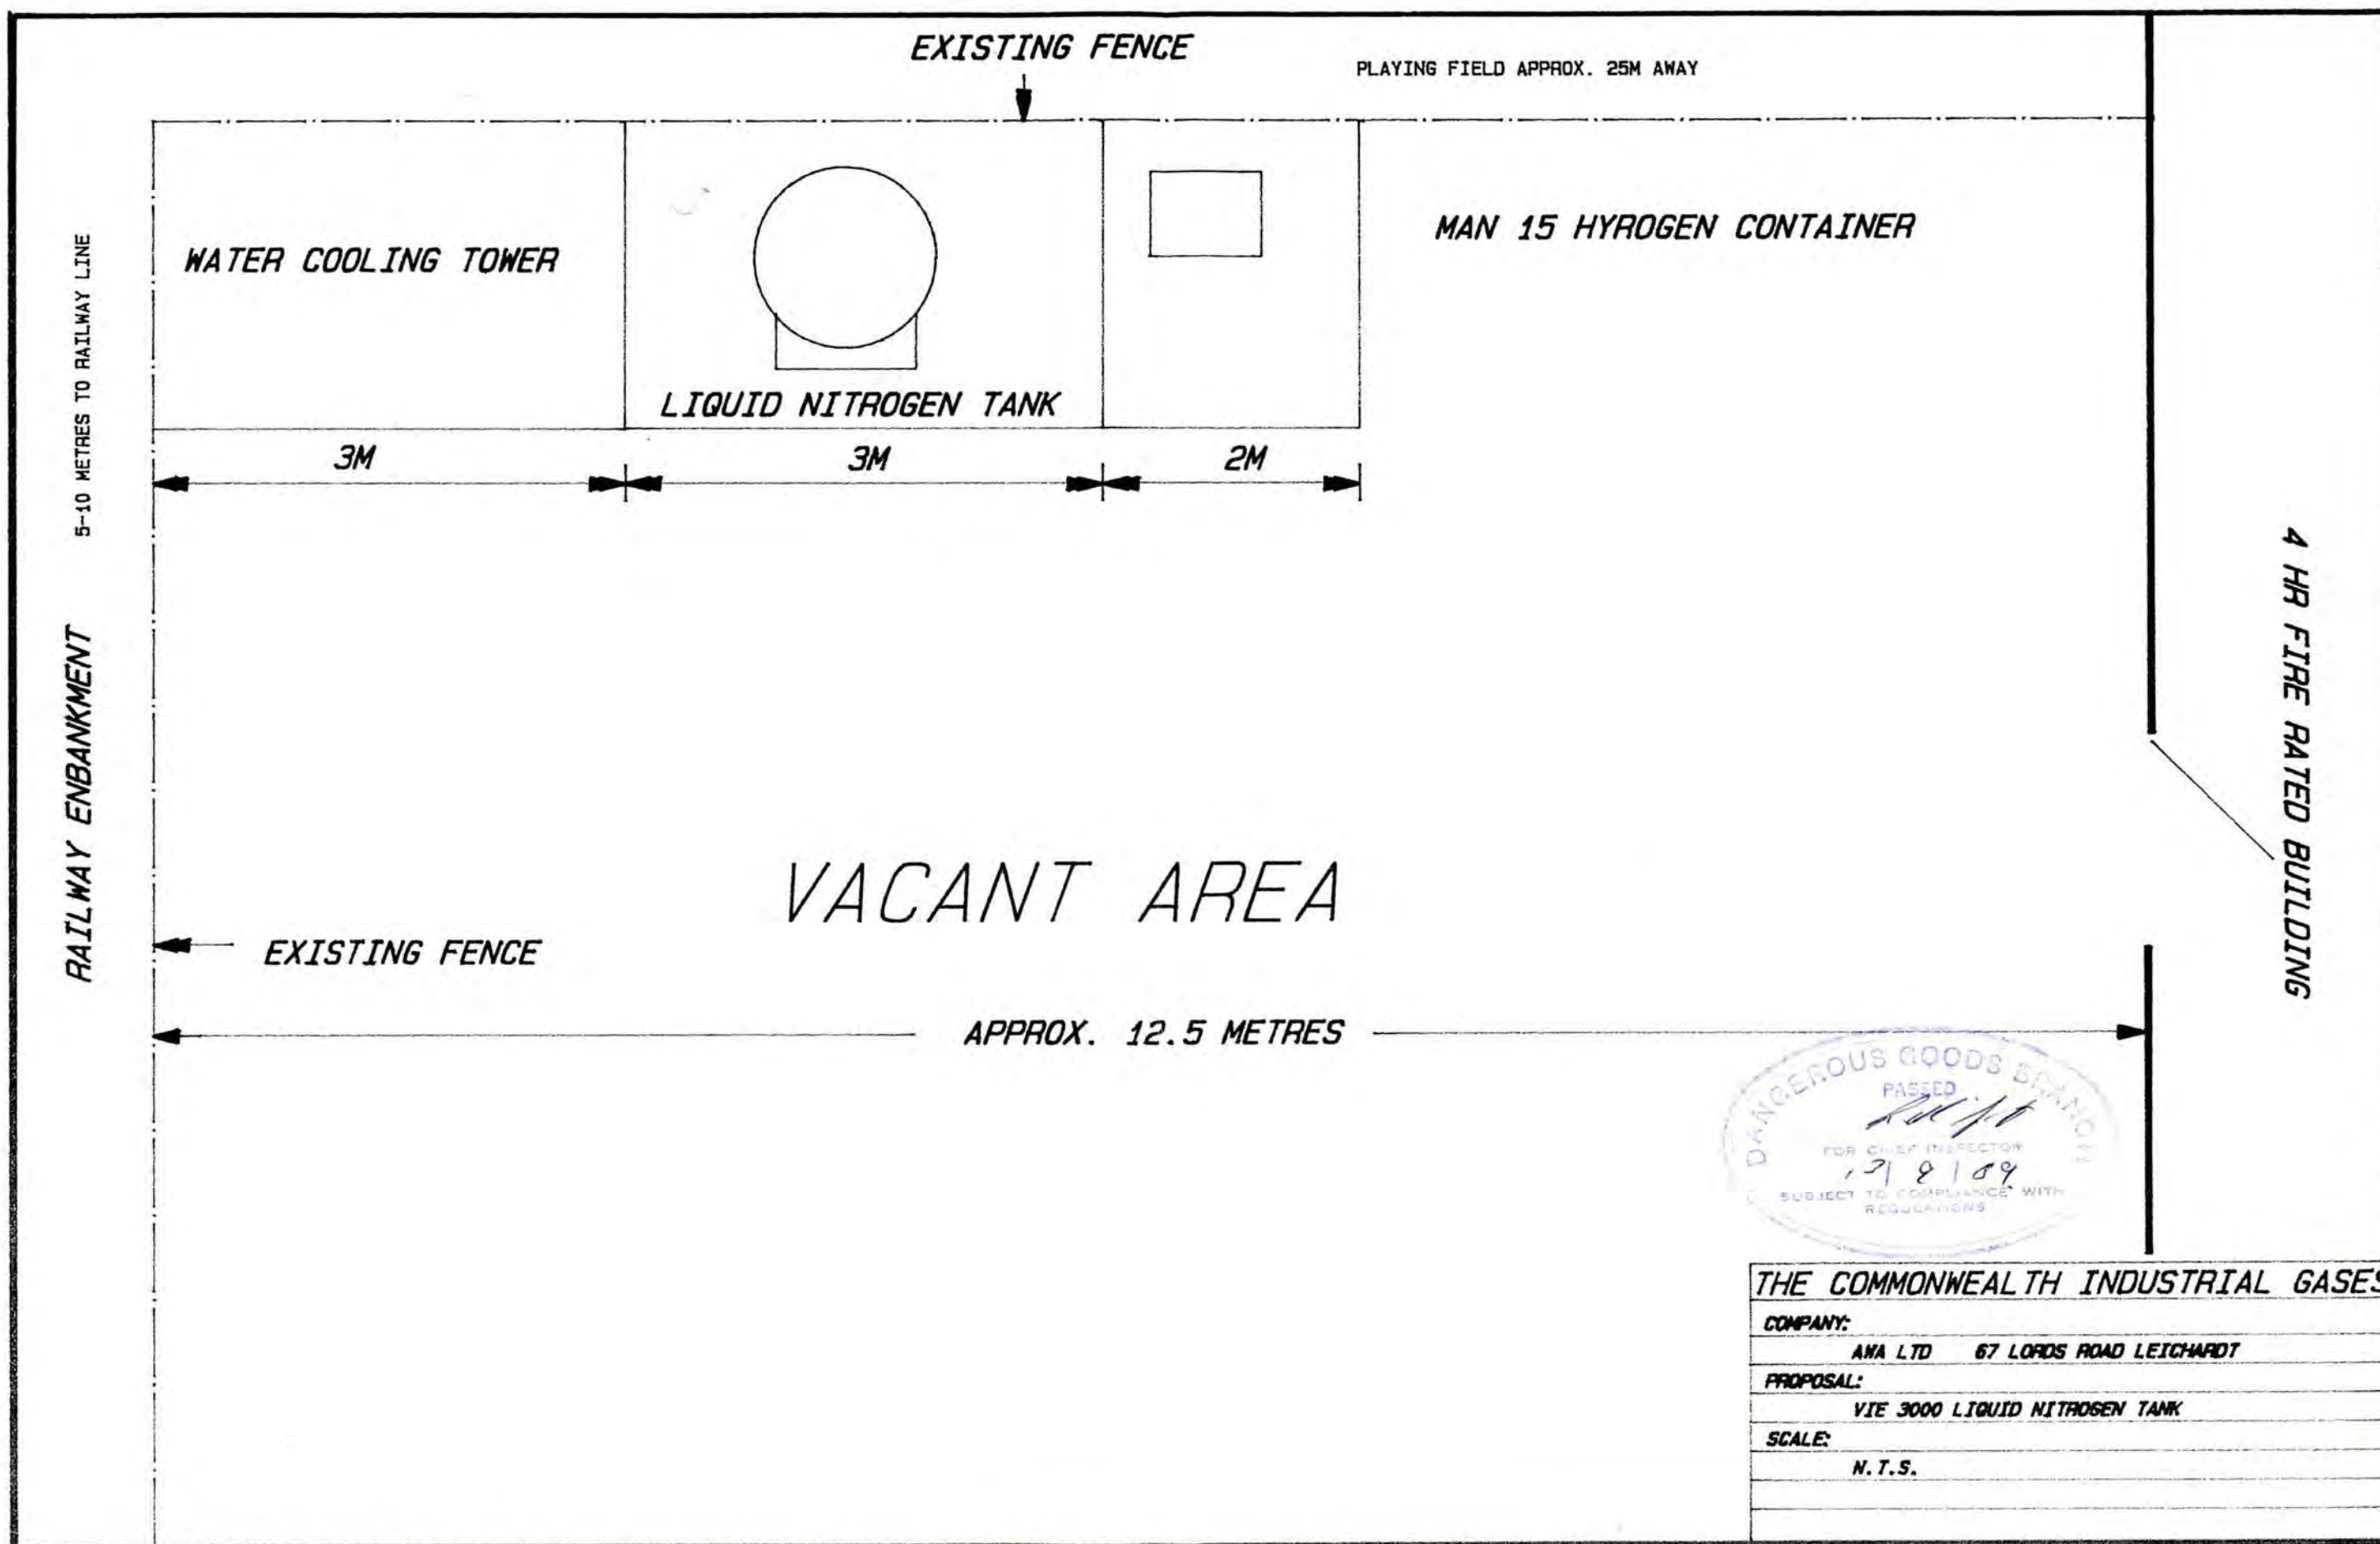 EXISTING FENCE
PLAYING FIELD APPROX. 25M AWAY
5-10 METRES TO RAILWAY LINE
WATER COOLING TOWER
MAN 15 HYROGEN CONTAINER
LIQUID NITROGEN TANK
3M
3M
2M
4 HR FIRE RATED BUILDING
RAILWAY ENBANKMENT
VACANT AREA
EXISTING FENCE
APPROX. 12.5 METRES
DANGEROUS GOODS BRANCH
PASSED
FOR CHIEF INSPECTOR
SUBJECT TO COMPLIANCE WITH
REGULATIONS
THE COMMONWEALTH INDUSTRIAL GASES
COMPANY:
AWA LTD 67 LORDS ROAD LEICHARDT
PROPOSAL:
VIE 3000 LIQUID NITROGEN TANK
SCALE:
N.T.S.